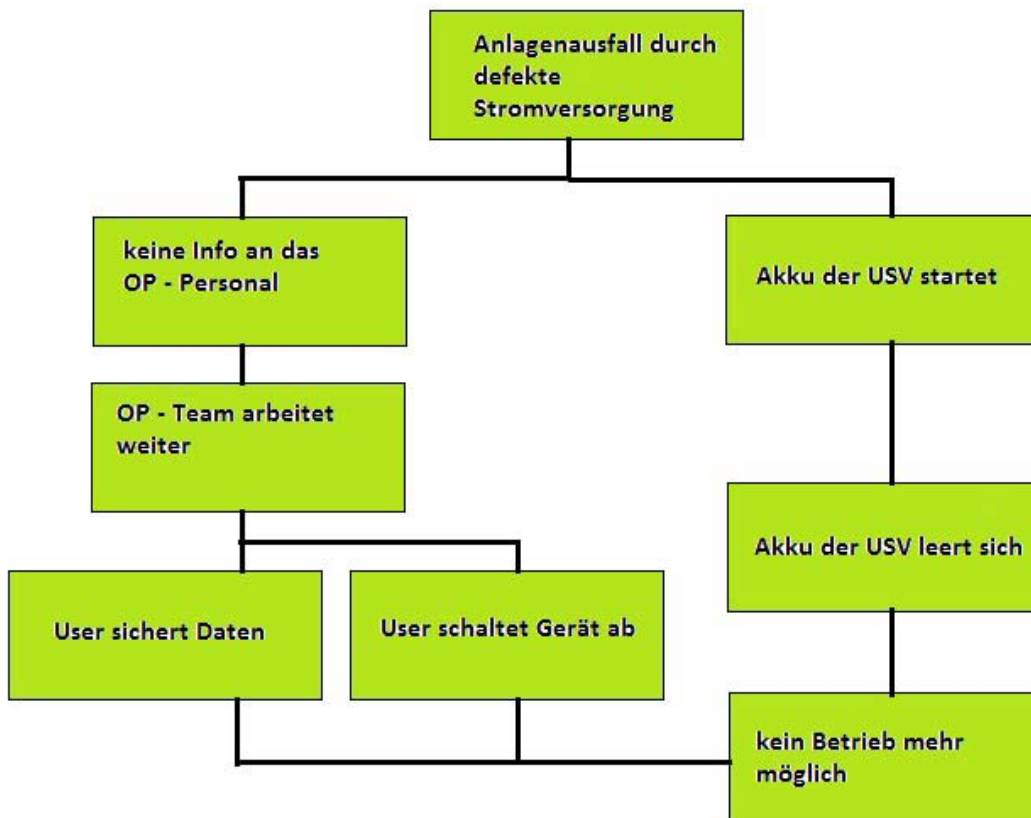 Anlagenausfall durch
defekte
Stromversorgung
keine Info an das
OP - Personal
Akku der USV startet
OP - Team arbeitet
weiter
Akku der USV leert sich
User sichert Daten
User schaltet Gerät ab
kein Betrieb mehr
möglich